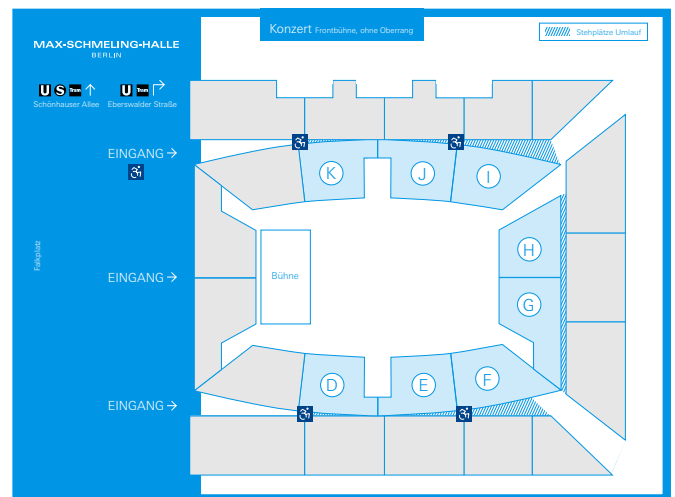 Konzert Frontbühne, ohne Oberrang
Stehplätze Umlauf
MAX-SCHMELING-HALLE
BERLIN
U S Tram ↑ U Tram
Schönhauser Allee Eberswalder Straße
EINGANG →
K
J
I
Falkplatz
EINGANG →
Bühne
H
G
D
E
F
EINGANG →